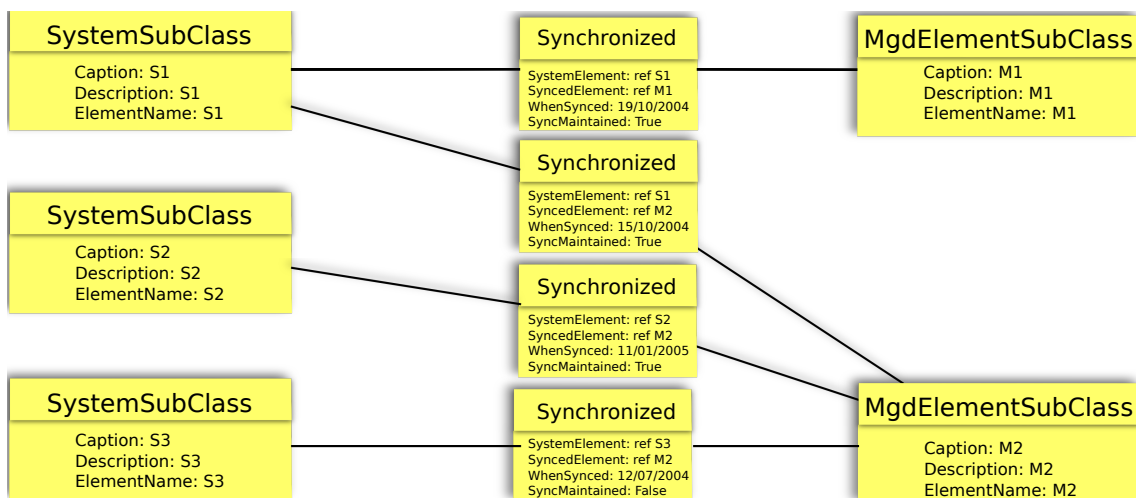 SystemSubClass
Caption: S1
Description: S1
ElementName: S1
Synchronized
SystemElement: ref S1
SyncedElement: ref M1
WhenSynced: 19/10/2004
SyncMaintained: True
MgdElementSubClass
Caption: M1
Description: M1
ElementName: M1
Synchronized
SystemElement: ref S1
SyncedElement: ref M2
WhenSynced: 15/10/2004
SyncMaintained: True
SystemSubClass
Caption: S2
Description: S2
ElementName: S2
Synchronized
SystemElement: ref S2
SyncedElement: ref M2
WhenSynced: 11/01/2005
SyncMaintained: True
SystemSubClass
Caption: S3
Description: S3
ElementName: S3
Synchronized
SystemElement: ref S3
SyncedElement: ref M2
WhenSynced: 12/07/2004
SyncMaintained: False
MgdElementSubClass
Caption: M2
Description: M2
ElementName: M2